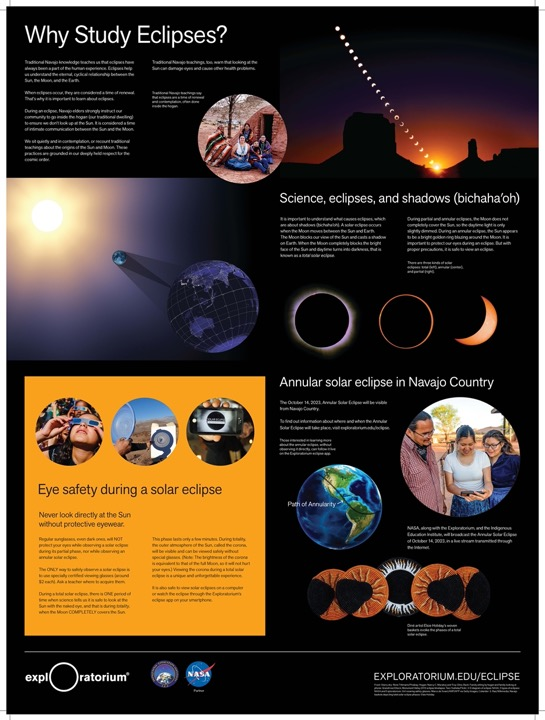 Why Study Eclipses?
Traditional Navajo knowledge teaches us that eclipses have
always been a part of the human experience. Eclipses help
us understand the eternal, cyclical relationship between the
Sun, the Moon, and the Earth.
When eclipses occur, they are considered a time of renewal.
That's why it is important to learn about eclipses.
During an eclipse, Navajo elders strongly instruct our
community to go inside the hogan (our traditional dwelling)
to ensure we don't look up at the Sun. It is considered a time
of intimate communication between the Sun and the Moon.
We sit quietly and in contemplation, or recount traditional
teachings about the origins of the Sun and Moon. These
practices are grounded in our deeply held respect for the
cosmic order.
Traditional Navajo teachings, too, warn that looking at the
Sun can damage eyes and cause other health problems.
Traditional Navajo teachings say
that eclipses are a time of renewal
and contemplation, often done
inside the hogan.
Science, eclipses, and shadows (bichaha'oh)
It is important to understand what causes eclipses, which
are about shadows (bichaha'oh). A solar eclipse occurs
when the Moon moves between the Sun and Earth.
The Moon blocks our view of the Sun and casts a shadow
on Earth. When the Moon completely blocks the bright
face of the Sun and daytime turns into darkness, that is
known as a total solar eclipse.
During partial and annular eclipses, the Moon does not
completely cover the Sun, so the daytime light is only
slightly dimmed. During an annular eclipse, the Sun appears
to be a bright golden ring blazing around the Moon. It is
important to protect our eyes during an eclipse. But with
proper precautions, it is safe to view an eclipse.
There are three kinds of solar
eclipses: total (left), annular (center),
and partial (right).
Annular solar eclipse in Navajo Country
The October 14, 2023, Annular Solar Eclipse will be visible
from Navajo Country.
To find out information about where and when the Annular
Solar Eclipse will take place, visit exploratorium.edu/eclipse
Those interested in learning more
about the annular eclipse, without
observing it directly, can follow it live
on the Exploratorium eclipse app.
Path of Annularity
NASA, along with the Exploratorium, and the Indigenous
Education Institute, will broadcast the Annular Solar Eclipse
of October 14, 2023, in a live stream transmitted through
the Internet.
Diné artist Elsie Holiday's woven
baskets evoke the phases of a total
solar eclipse.
Eye safety during a solar eclipse
Never look directly at the Sun
without protective eyewear.
Regular sunglasses, even dark ones, will NOT
protect your eyes while observing a solar eclipse
during its partial phase, nor while observing an
annular solar eclipse.
The ONLY way to safely observe a solar eclipse is
to use specially certified viewing glasses (around
$2 each). Ask a teacher where to acquire them.
During a total solar eclipse, there is ONE period of
time when science tells us it is safe to look at the
Sun with the naked eye, and that is during totality
when the Moon COMPLETELY covers the Sun.
This phase lasts only a few minutes. During totality,
the outer atmosphere of the Sun, called the corona,
will be visible and can be viewed safely without
special glasses. (Note: The brightness of the corona
is equivalent to that of the full Moon, so it will not hurt
your eyes.) Viewing the corona during a total solar
eclipse is a unique and unforgettable experience.
It is also safe to view solar eclipses on a computer
or watch the eclipse through the Exploratorium's
eclipse app on your smartphone.
exploratorium®
NASA
Partner
EXPLORATORIUM.EDU/ECLIPSE